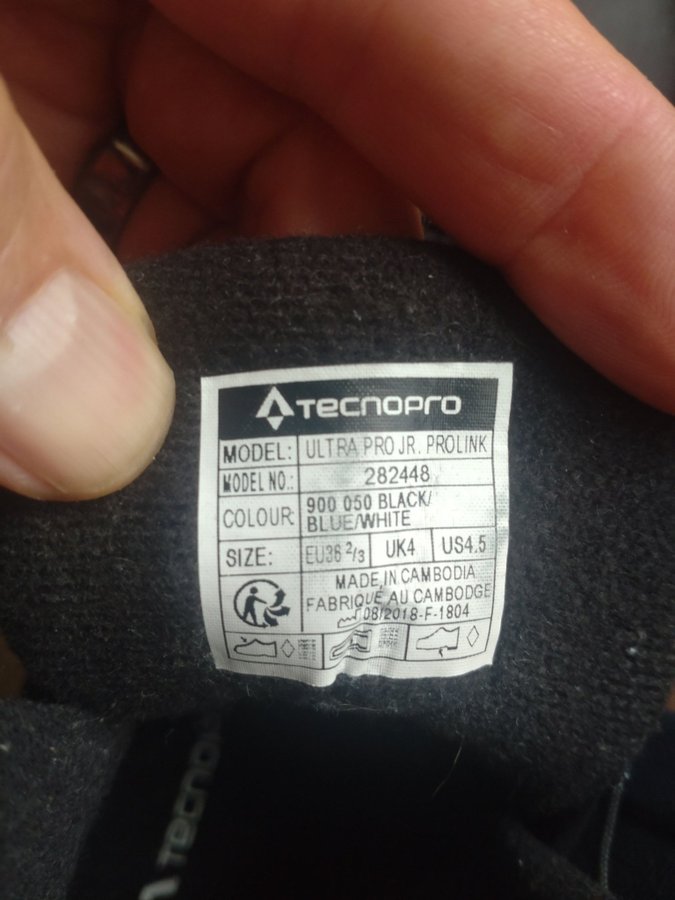 TECNOPRO
MODEL: ULTRA PRO JR. PROLINK
MODEL NO.: 282448
COLOUR: 900 050 BLACK/
BLUE/WHITE
SIZE: EU36 2/3 UK4 US4.5
MADE IN CAMBODIA
FABRIQUÉ AU CAMBODGE
08/2018-F-1804
TECNOPRO